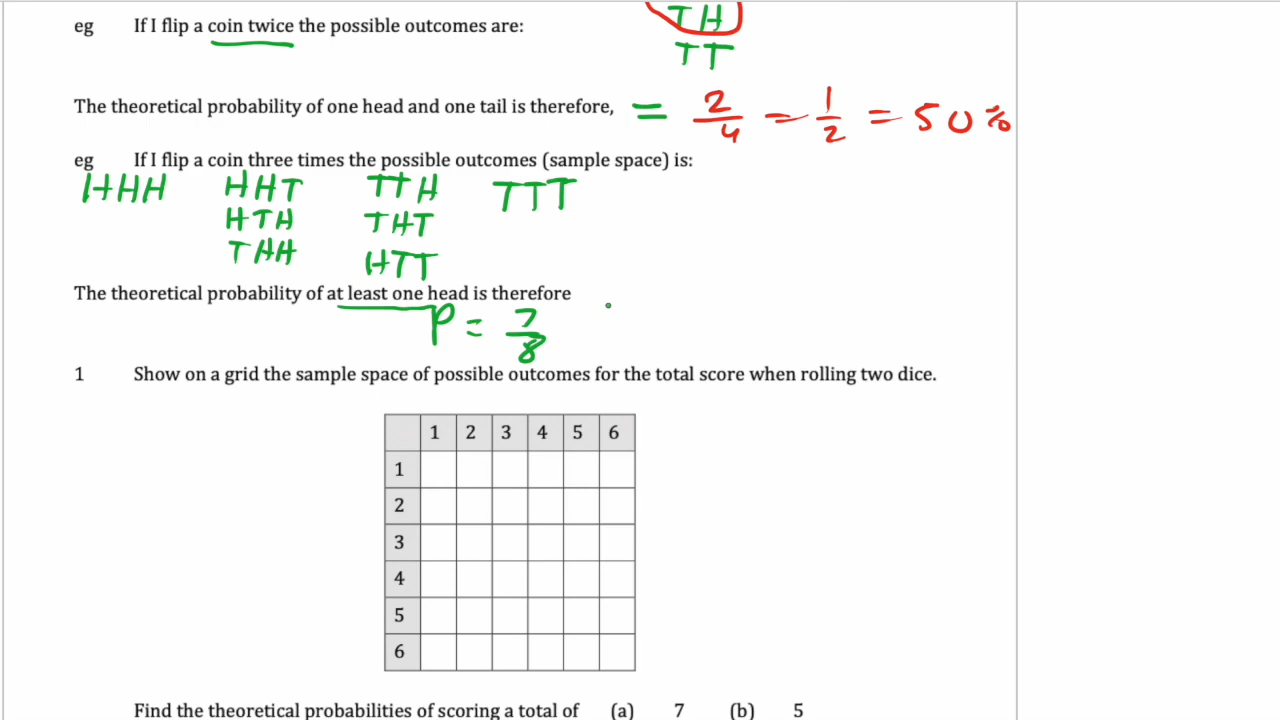 T H
eg If I flip a coin twice the possible outcomes are:
T T
The theoretical probability of one head and one tail is therefore, = 2/4 = 1/2 = 50%
eg If I flip a coin three times the possible outcomes (sample space) is:
HHH HHT TTH TTT
HTH THT
THH HTT
The theoretical probability of at least one head is therefore
P = 7/8
1 Show on a grid the sample space of possible outcomes for the total score when rolling two dice.
1 2 3 4 5 6
1
2
3
4
5
6
Find the theoretical probabilities of scoring a total of (a) 7 (b) 5